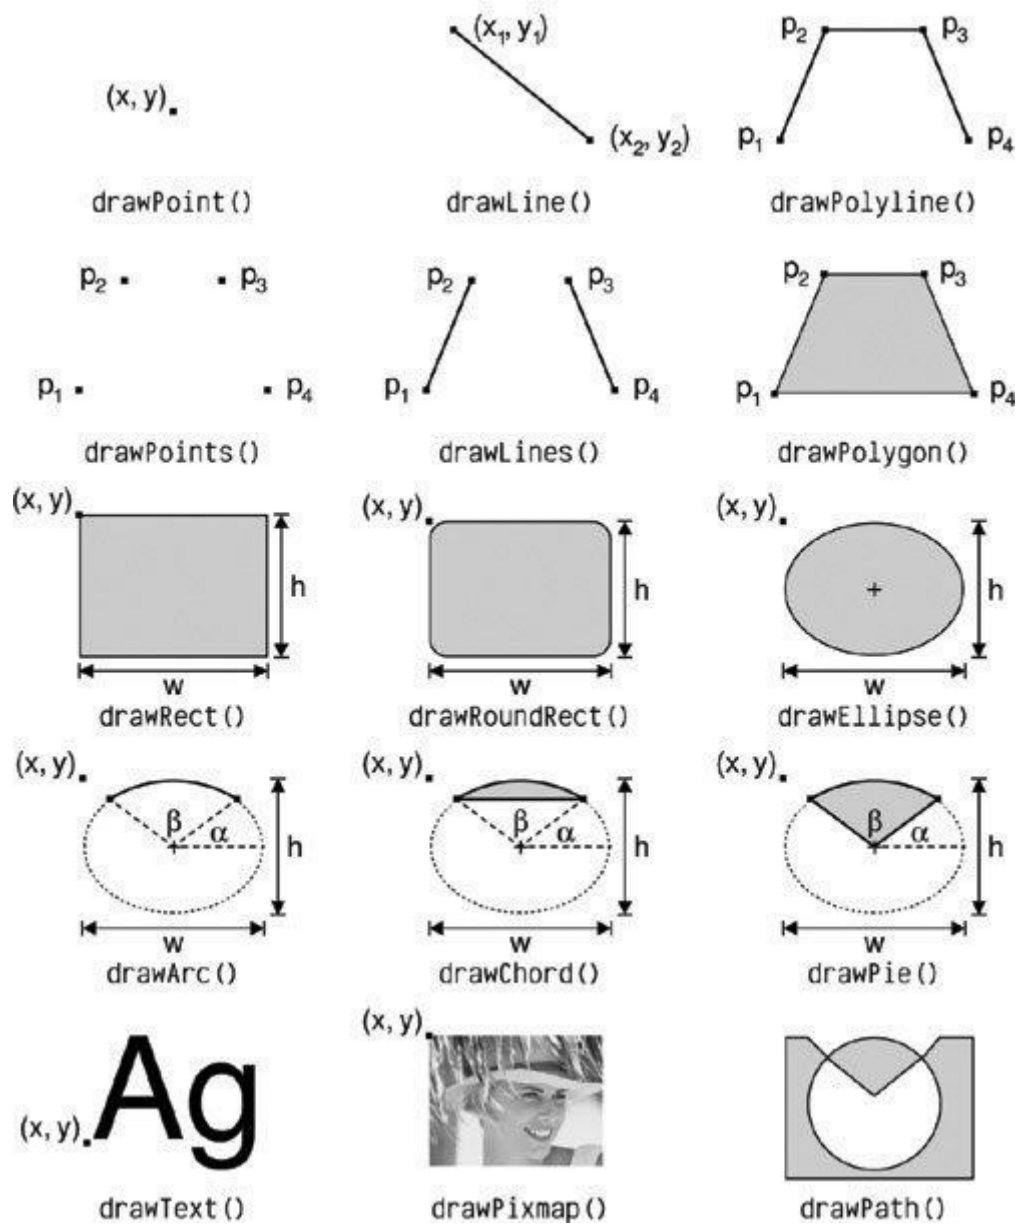 (x, y)
(x₁, y₁)
(x₂, y₂)
p₂ p₃
p₁ p₄
drawPoint() drawLine() drawPolyline()
p₂ p₃ p₂ p₃ p₂ p₃
p₁ p₄ p₁ p₄ p₁ p₄
drawPoints() drawLines() drawPolygon()
(x, y) (x, y) (x, y)
h h h
w w w
drawRect() drawRoundRect() drawEllipse()
(x, y) (x, y) (x, y)
β α h β α h β α h
w w w
drawArc() drawChord() drawPie()
(x, y)
Ag
(x, y)
drawText() drawPixmap() drawPath()